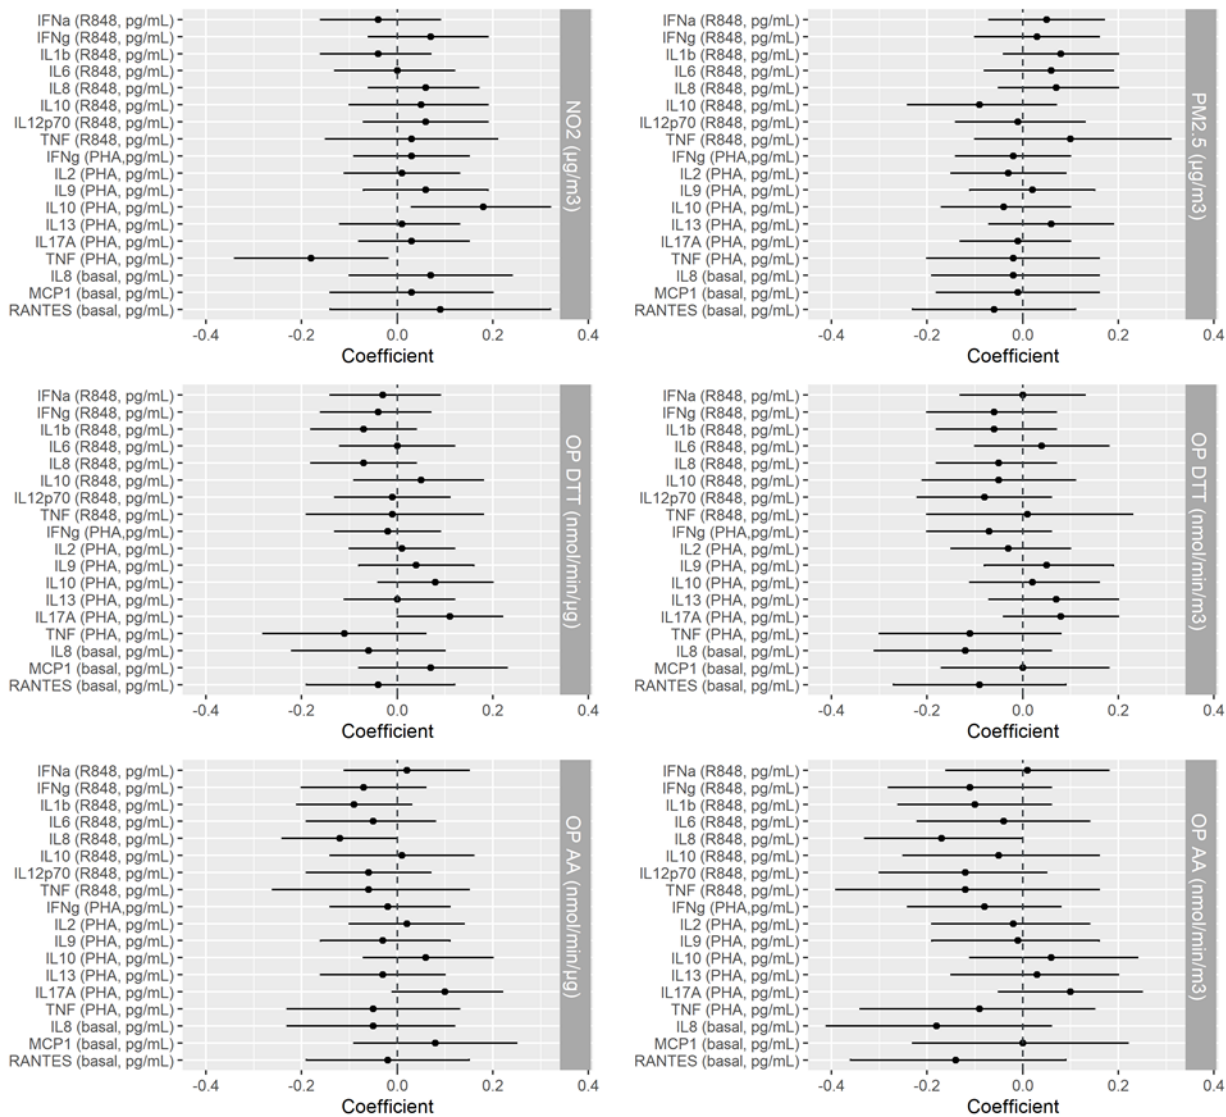 IFNa (R848, pg/mL)
IFNg (R848, pg/mL)
IL1b (R848, pg/mL)
IL6 (R848, pg/mL)
IL8 (R848, pg/mL)
IL10 (R848, pg/mL)
IL12p70 (R848, pg/mL)
TNF (R848, pg/mL)
IFNg (PHA,pg/mL)
IL2 (PHA, pg/mL)
IL9 (PHA, pg/mL)
IL10 (PHA, pg/mL)
IL13 (PHA, pg/mL)
IL17A (PHA, pg/mL)
TNF (PHA, pg/mL)
IL8 (basal, pg/mL)
MCP1 (basal, pg/mL)
RANTES (basal, pg/mL)
-0.4 -0.2 0.0 0.2 0.4
Coefficient
NO2 (µg/m3)
IFNa (R848, pg/mL)
IFNg (R848, pg/mL)
IL1b (R848, pg/mL)
IL6 (R848, pg/mL)
IL8 (R848, pg/mL)
IL10 (R848, pg/mL)
IL12p70 (R848, pg/mL)
TNF (R848, pg/mL)
IFNg (PHA,pg/mL)
IL2 (PHA, pg/mL)
IL9 (PHA, pg/mL)
IL10 (PHA, pg/mL)
IL13 (PHA, pg/mL)
IL17A (PHA, pg/mL)
TNF (PHA, pg/mL)
IL8 (basal, pg/mL)
MCP1 (basal, pg/mL)
RANTES (basal, pg/mL)
-0.4 -0.2 0.0 0.2 0.4
Coefficient
PM2.5 (µg/m3)
IFNa (R848, pg/mL)
IFNg (R848, pg/mL)
IL1b (R848, pg/mL)
IL6 (R848, pg/mL)
IL8 (R848, pg/mL)
IL10 (R848, pg/mL)
IL12p70 (R848, pg/mL)
TNF (R848, pg/mL)
IFNg (PHA,pg/mL)
IL2 (PHA, pg/mL)
IL9 (PHA, pg/mL)
IL10 (PHA, pg/mL)
IL13 (PHA, pg/mL)
IL17A (PHA, pg/mL)
TNF (PHA, pg/mL)
IL8 (basal, pg/mL)
MCP1 (basal, pg/mL)
RANTES (basal, pg/mL)
-0.4 -0.2 0.0 0.2 0.4
Coefficient
OP DTT (nmol/min/µg)
IFNa (R848, pg/mL)
IFNg (R848, pg/mL)
IL1b (R848, pg/mL)
IL6 (R848, pg/mL)
IL8 (R848, pg/mL)
IL10 (R848, pg/mL)
IL12p70 (R848, pg/mL)
TNF (R848, pg/mL)
IFNg (PHA,pg/mL)
IL2 (PHA, pg/mL)
IL9 (PHA, pg/mL)
IL10 (PHA, pg/mL)
IL13 (PHA, pg/mL)
IL17A (PHA, pg/mL)
TNF (PHA, pg/mL)
IL8 (basal, pg/mL)
MCP1 (basal, pg/mL)
RANTES (basal, pg/mL)
-0.4 -0.2 0.0 0.2 0.4
Coefficient
OP DTT (nmol/min/m3)
IFNa (R848, pg/mL)
IFNg (R848, pg/mL)
IL1b (R848, pg/mL)
IL6 (R848, pg/mL)
IL8 (R848, pg/mL)
IL10 (R848, pg/mL)
IL12p70 (R848, pg/mL)
TNF (R848, pg/mL)
IFNg (PHA,pg/mL)
IL2 (PHA, pg/mL)
IL9 (PHA, pg/mL)
IL10 (PHA, pg/mL)
IL13 (PHA, pg/mL)
IL17A (PHA, pg/mL)
TNF (PHA, pg/mL)
IL8 (basal, pg/mL)
MCP1 (basal, pg/mL)
RANTES (basal, pg/mL)
-0.4 -0.2 0.0 0.2 0.4
Coefficient
OP AA (nmol/min/µg)
IFNa (R848, pg/mL)
IFNg (R848, pg/mL)
IL1b (R848, pg/mL)
IL6 (R848, pg/mL)
IL8 (R848, pg/mL)
IL10 (R848, pg/mL)
IL12p70 (R848, pg/mL)
TNF (R848, pg/mL)
IFNg (PHA,pg/mL)
IL2 (PHA, pg/mL)
IL9 (PHA, pg/mL)
IL10 (PHA, pg/mL)
IL13 (PHA, pg/mL)
IL17A (PHA, pg/mL)
TNF (PHA, pg/mL)
IL8 (basal, pg/mL)
MCP1 (basal, pg/mL)
RANTES (basal, pg/mL)
-0.4 -0.2 0.0 0.2 0.4
Coefficient
OP AA (nmol/min/m3)